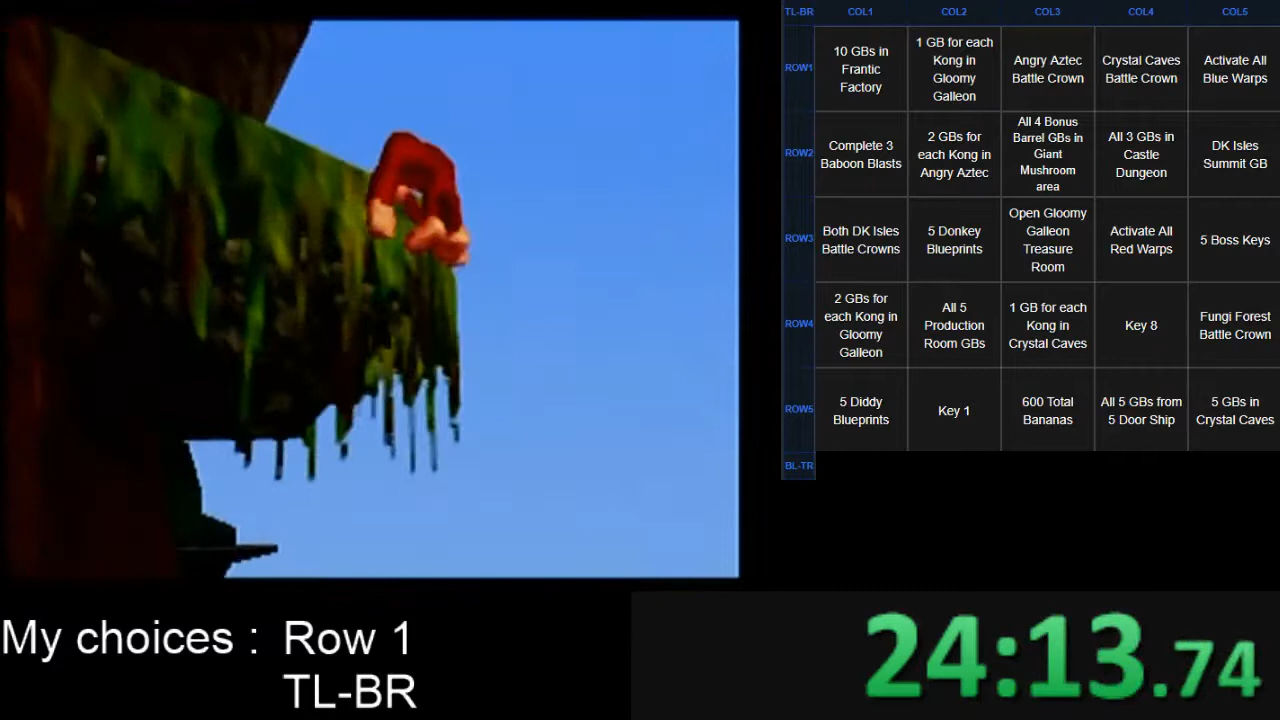 TL-BR COL1 COL2 COL3 COL4 COL5
ROW1
10 GBs in
Frantic
Factory
1 GB for each
Kong in
Gloomy
Galleon
Angry Aztec
Battle Crown
Crystal Caves
Battle Crown
Activate All
Blue Warps
ROW2
Complete 3
Baboon Blasts
2 GBs for
each Kong in
Angry Aztec
All 4 Bonus
Barrel GBs in
Giant
Mushroom
area
All 3 GBs in
Castle
Dungeon
DK Isles
Summit GB
ROW3
Both DK Isles
Battle Crowns
5 Donkey
Blueprints
Open Gloomy
Galleon
Treasure
Room
Activate All
Red Warps
5 Boss Keys
ROW4
2 GBs for
each Kong in
Gloomy
Galleon
All 5
Production
Room GBs
1 GB for each
Kong in
Crystal Caves
Key 8
Fungi Forest
Battle Crown
ROW5
5 Diddy
Blueprints
Key 1
600 Total
Bananas
All 5 GBs from
5 Door Ship
5 GBs in
Crystal Caves
BL-TR
My choices : Row 1
TL-BR
24:13.74